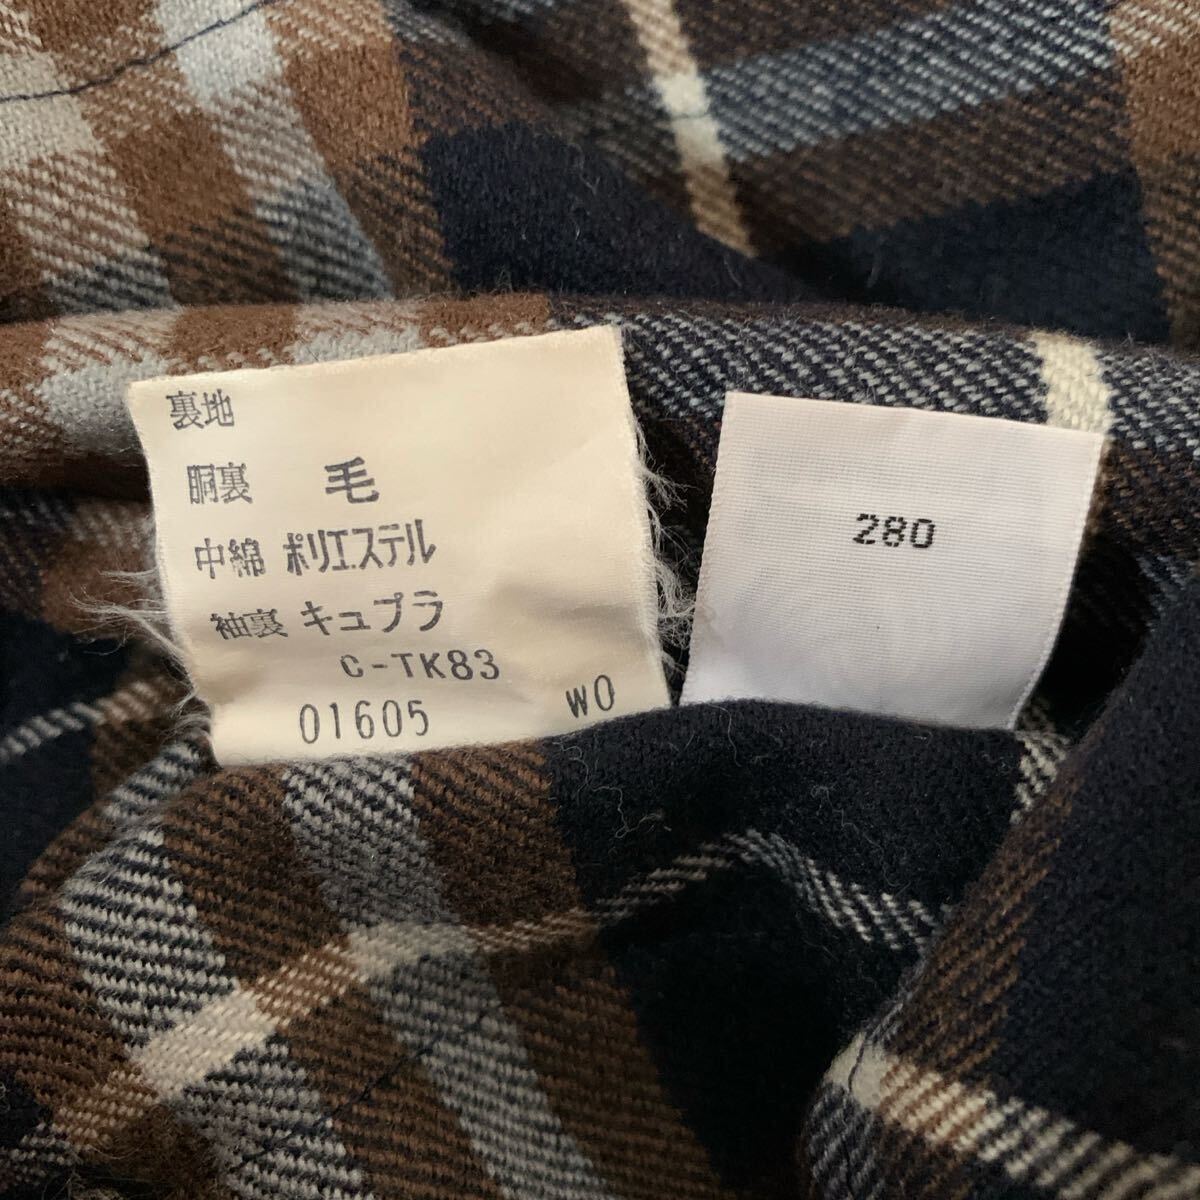 裏地
胴裏 毛
中綿 ポリエステル
袖裏 キュプラ
C-TK83
01605 WO
280